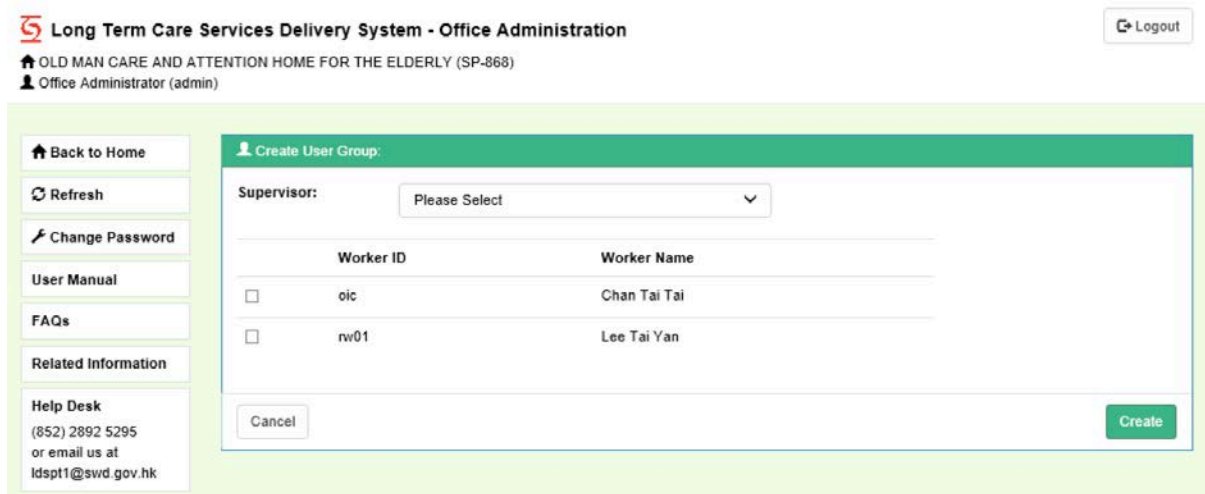 Long Term Care Services Delivery System - Office Administration
Logout
OLD MAN CARE AND ATTENTION HOME FOR THE ELDERLY (SP-868)
Office Administrator (admin)
Back to Home
Refresh
Change Password
User Manual
FAQs
Related Information
Help Desk
(852) 2892 5295
or email us at
ldspt1@swd.gov.hk
Create User Group:
Supervisor:
Please Select
Worker ID Worker Name
oic Chan Tai Tai
rw01 Lee Tai Yan
Cancel
Create